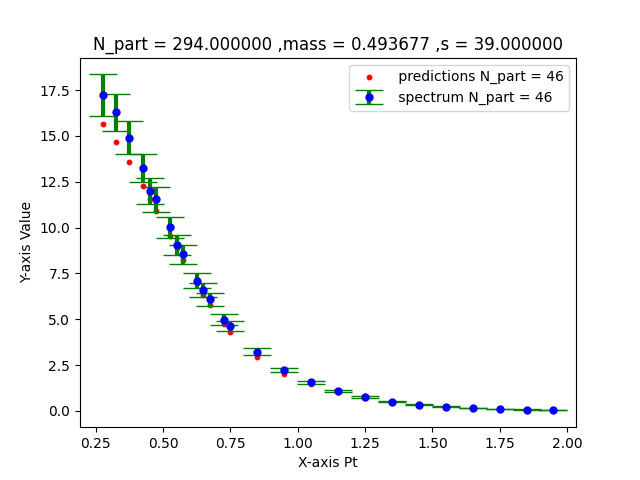 N_part = 294.000000 ,mass = 0.493677 ,s = 39.000000
predictions N_part = 46
spectrum N_part = 46
Y-axis Value
17.5
15.0
12.5
10.0
7.5
5.0
2.5
0.0
0.25 0.50 0.75 1.00 1.25 1.50 1.75 2.00
X-axis Pt